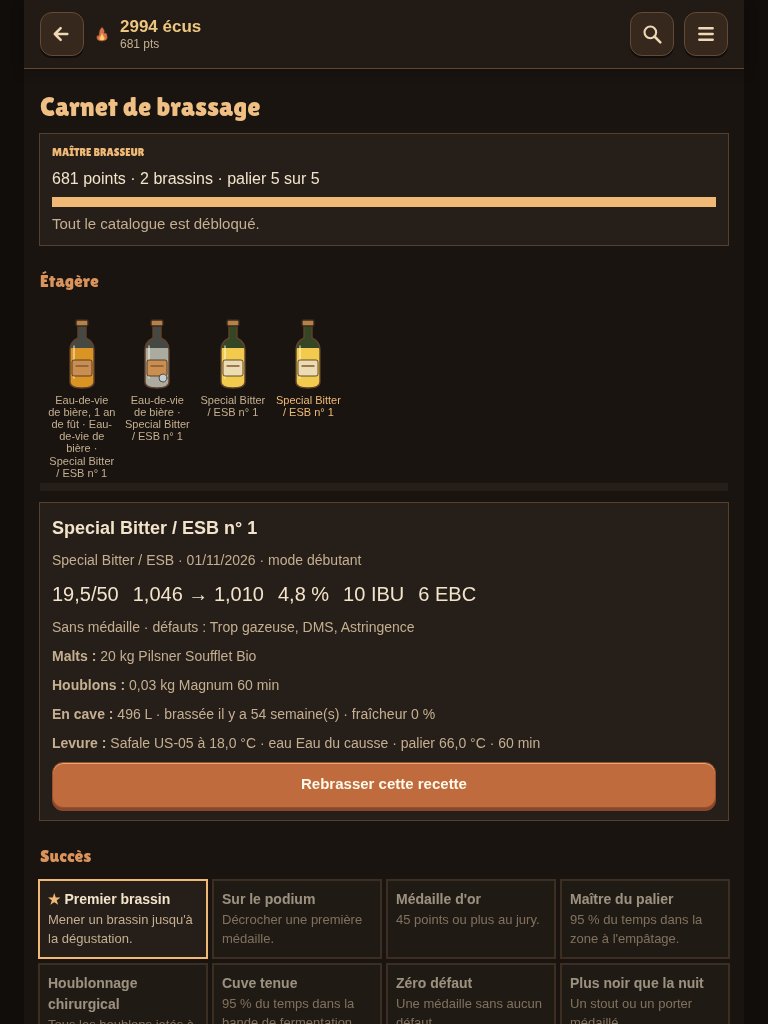 2994 écus
681 pts
Carnet de brassage
MAÎTRE BRASSEUR
681 points · 2 brassins · palier 5 sur 5
Tout le catalogue est débloqué.
Étagère
Eau-de-vie
de bière, 1 an
de fût · Eau-
de-vie de
bière ·
Special Bitter
/ ESB n° 1
Eau-de-vie
de bière ·
Special Bitter
/ ESB n° 1
Special Bitter
/ ESB n° 1
Special Bitter
/ ESB n° 1
Special Bitter / ESB n° 1
Special Bitter / ESB · 01/11/2026 · mode débutant
19,5/50 1,046 → 1,010 4,8 % 10 IBU 6 EBC
Sans médaille · défauts : Trop gazeuse, DMS, Astringence
Malts : 20 kg Pilsner Soufflet Bio
Houblons : 0,03 kg Magnum 60 min
En cave : 496 L · brassée il y a 54 semaine(s) · fraîcheur 0 %
Levure : Safale US-05 à 18,0 °C · eau Eau du causse · palier 66,0 °C · 60 min
Rebrasser cette recette
Succès
★ Premier brassin
Mener un brassin jusqu'à
la dégustation.
Sur le podium
Décrocher une première
médaille.
Médaille d'or
45 points ou plus au jury.
Maître du palier
95 % du temps dans la
zone à l'empâtage.
Houblonnage
chirurgical
Tous les houblons jetés à
Cuve tenue
95 % du temps dans la
bande de fermentation
Zéro défaut
Une médaille sans aucun
défaut
Plus noir que la nuit
Un stout ou un porter
médaillé